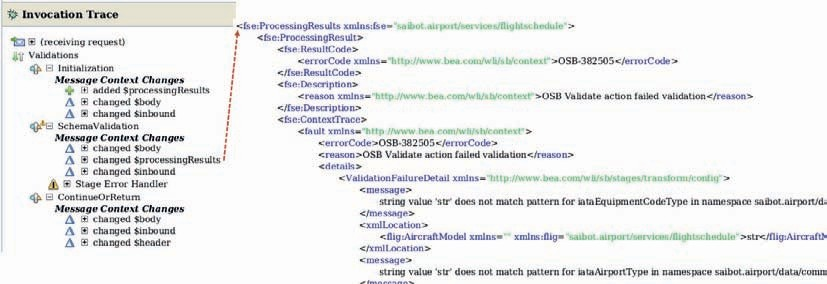 Invocation Trace
(receiving request)
Validations
Initialization
Message Context Changes
added $processingResults
changed $body
changed $inbound
SchemaValidation
Message Context Changes
changed $body
changed $processingResults
changed $inbound
Stage Error Handler
ContinueOrReturn
Message Context Changes
changed $body
changed $inbound
changed $header
<fse:ProcessingResults xmlns:fse="saibot.airport/services/flightschedule">
<fse:ProcessingResult>
<fse:ResultCode>
<errorCode xmlns="http://www.bea.com/wli/sb/context">OSB-382505</errorCode>
</fse:ResultCode>
<fse:Description>
<reason xmlns="http://www.bea.com/wli/sb/context">OSB Validate action failed validation</reason>
</fse:Description>
<fse:ContextTrace>
<fault xmlns="http://www.bea.com/wli/sb/context">
<errorCode>OSB-382505</errorCode>
<reason>OSB Validate action failed validation</reason>
<details>
<ValidationFailureDetail xmlns="http://www.bea.com/wli/sb/stages/transform/config">
<message>
string value 'str' does not match pattern for iataEquipmentCodeType in namespace saibot.airport/da
</message>
<xmlLocation>
<flig:AircraftModel xmlns="" xmlns:flig="saibot.airport/services/flightschedule">str</flig:AircraftM
</xmlLocation>
<message>
string value 'str' does not match pattern for iataAirportType in namespace saibot.airport/data/comm
</message>